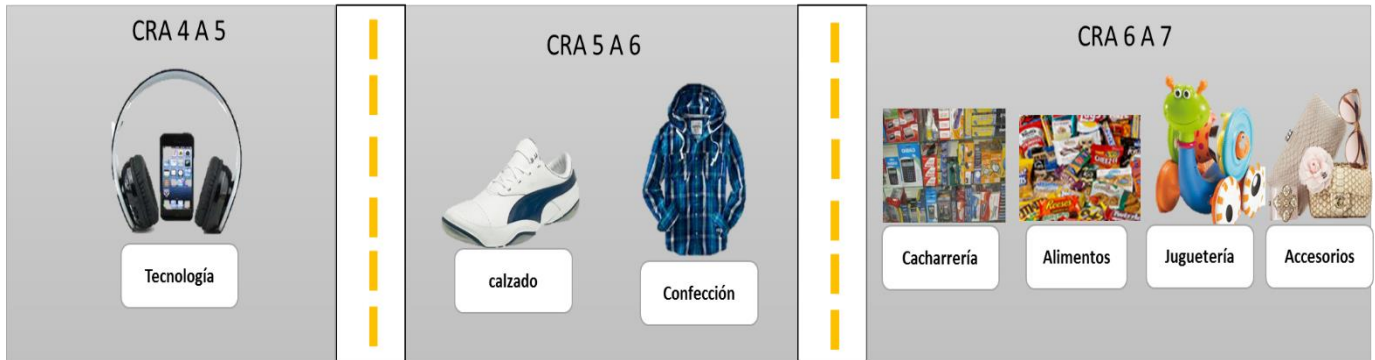 CRA 4 A 5
Tecnología
CRA 5 A 6
calzado
Confección
CRA 6 A 7
Cacharrería
Alimentos
Juguetería
Accesorios